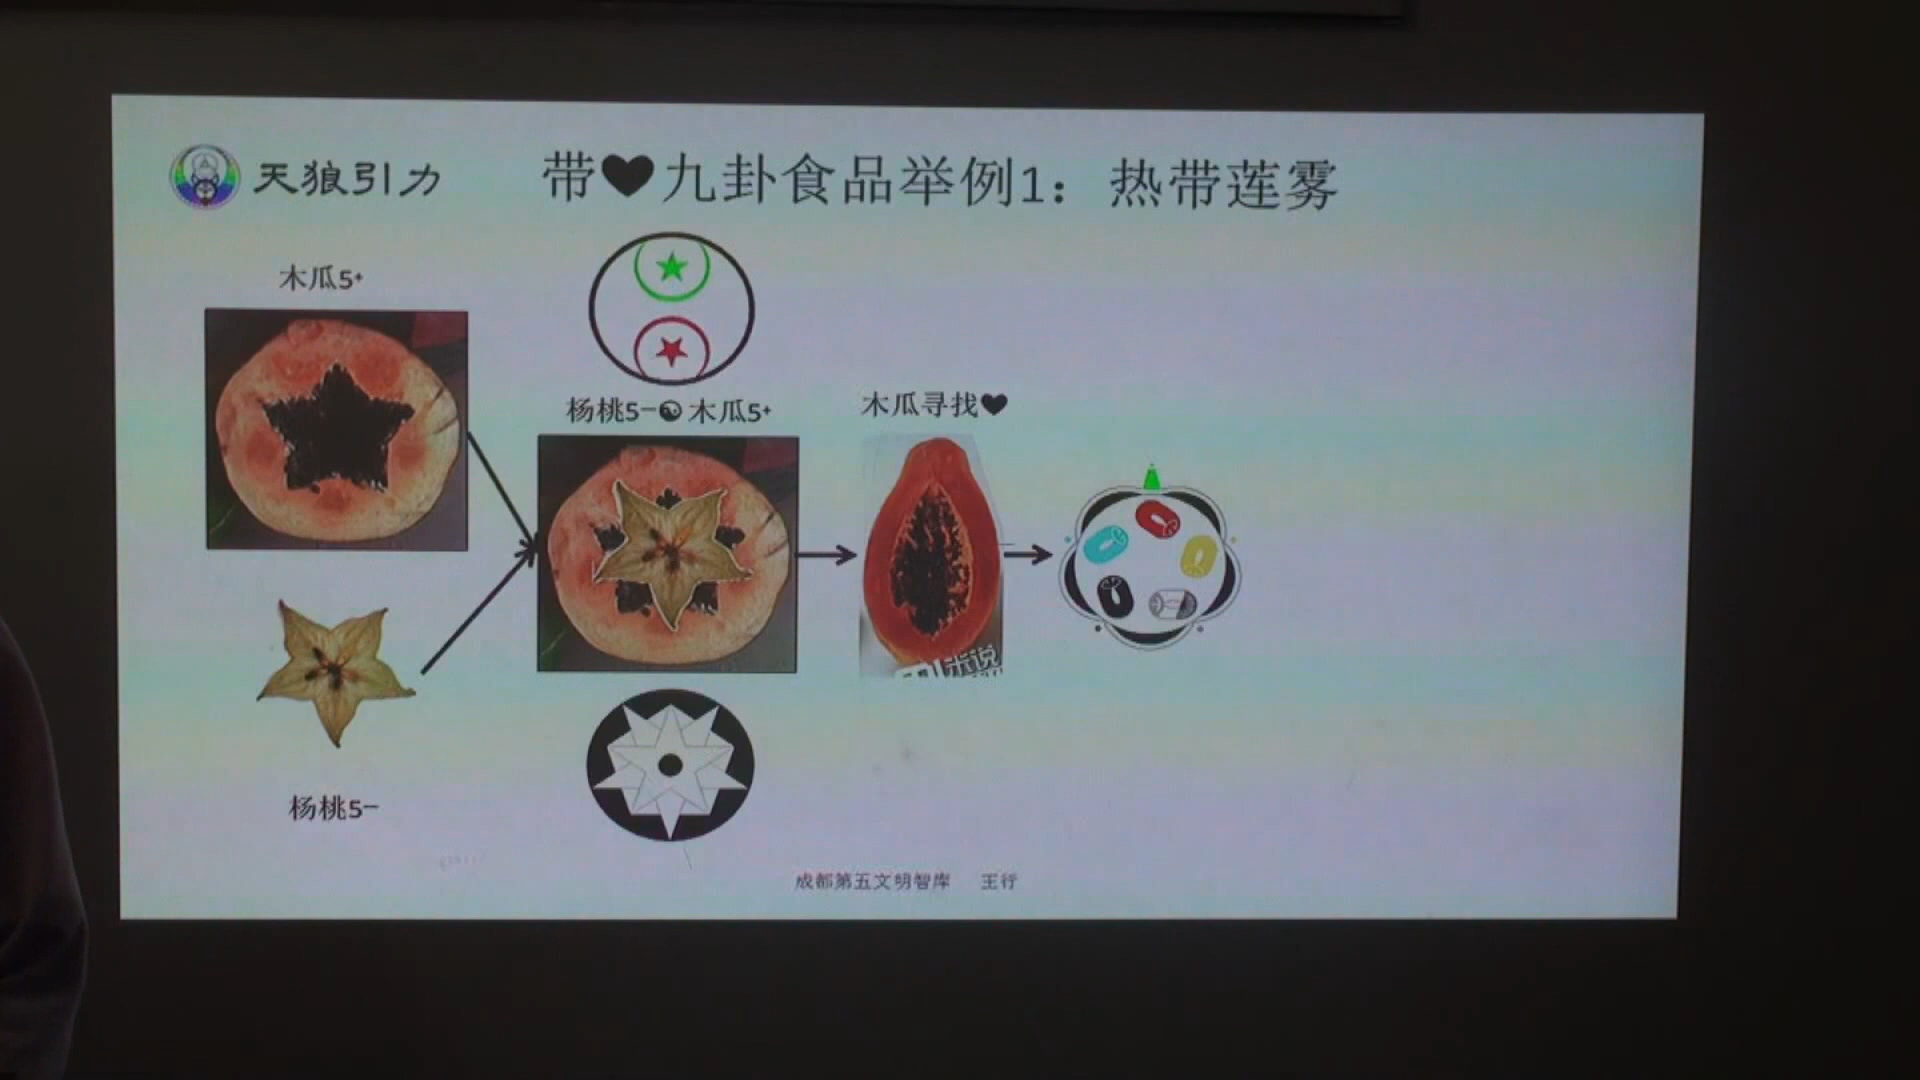 天狼引力
带❤九卦食品举例1：热带莲雾
木瓜5+
杨桃5-☯木瓜5+
木瓜寻找❤
米说
杨桃5-
成都第五文明智库 王行